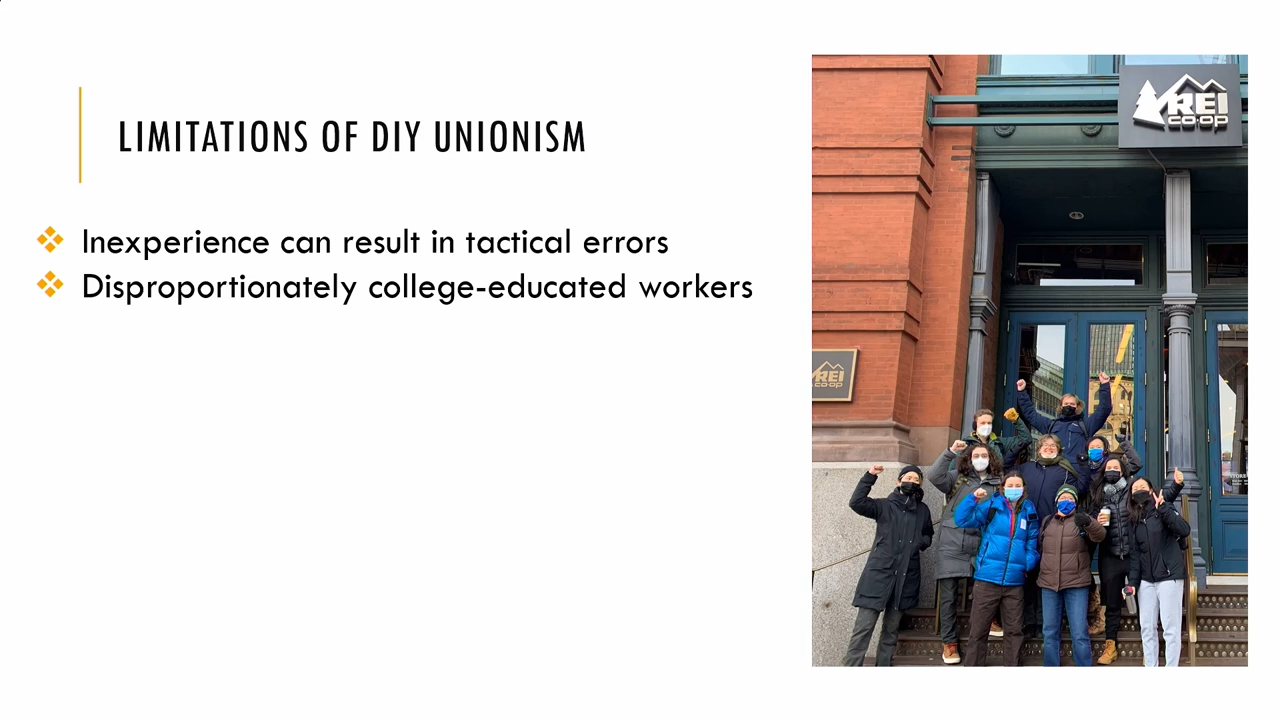 LIMITATIONS OF DIY UNIONISM
Inexperience can result in tactical errors
Disproportionately college-educated workers
REI
co·op
REI
co·op